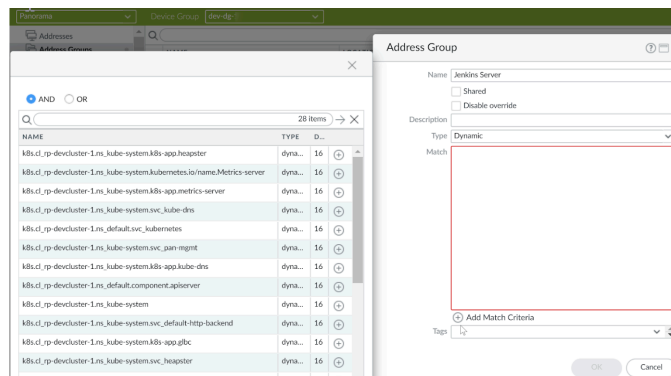 Panorama
Device Group
Addresses
Address Groups
AND OR
28 items
NAME TYPE D...
k8s.cl_rp-devcluster-1.ns_kube-system.k8s-app.heapster dyna... 16
k8s.cl_rp-devcluster-1.ns_kube-system.kubernetes.io/name.Metrics-server dyna... 16
k8s.cl_rp-devcluster-1.ns_kube-system.k8s-app.metrics-server dyna... 16
k8s.cl_rp-devcluster-1.ns_kube-system.svc_kube-dns dyna... 16
k8s.cl_rp-devcluster-1.ns_default.svc_kubernetes dyna... 16
k8s.cl_rp-devcluster-1.ns_kube-system.svc_pan-mgmt dyna... 16
k8s.cl_rp-devcluster-1.ns_kube-system.k8s-app.kube-dns dyna... 16
k8s.cl_rp-devcluster-1.ns_default.component.apiserver dyna... 16
k8s.cl_rp-devcluster-1.ns_kube-system dyna... 16
k8s.cl_rp-devcluster-1.ns_kube-system.svc_default-http-backend dyna... 16
k8s.cl_rp-devcluster-1.ns_kube-system.k8s-app.glbc dyna... 16
k8s.cl_rp-devcluster-1.ns_kube-system.svc_heapster dyna... 16
Address Group
Name Jenkins Server
Shared
Disable override
Description
Type Dynamic
Match
Add Match Criteria
Tags
OK Cancel